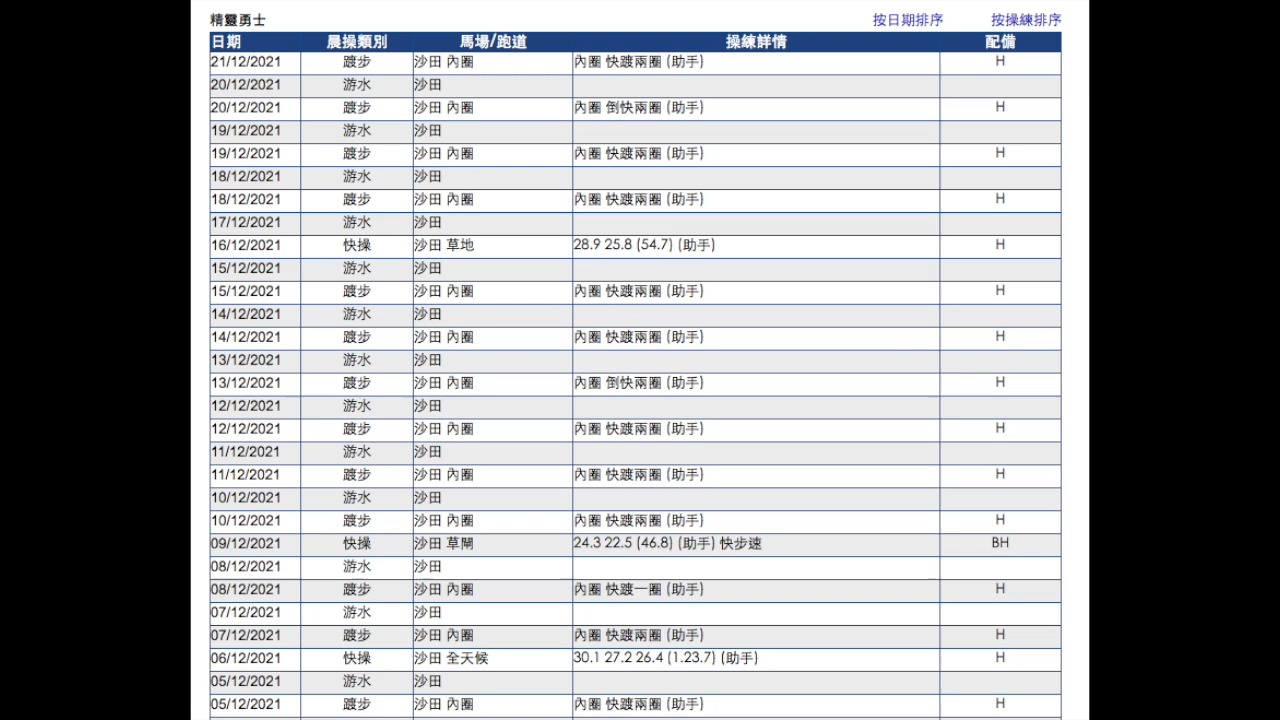 精靈勇士 按日期排序 按操練排序
日期 晨操類別 馬場/跑道 操練詳情 配備
21/12/2021 踱步 沙田 內圈 內圈 快踱兩圈 (助手) H
20/12/2021 游水 沙田
20/12/2021 踱步 沙田 內圈 內圈 倒快兩圈 (助手) H
19/12/2021 游水 沙田
19/12/2021 踱步 沙田 內圈 內圈 快踱兩圈 (助手) H
18/12/2021 游水 沙田
18/12/2021 踱步 沙田 內圈 內圈 快踱兩圈 (助手) H
17/12/2021 游水 沙田
16/12/2021 快操 沙田 草地 28.9 25.8 (54.7) (助手) H
15/12/2021 游水 沙田
15/12/2021 踱步 沙田 內圈 內圈 快踱兩圈 (助手) H
14/12/2021 游水 沙田
14/12/2021 踱步 沙田 內圈 內圈 快踱兩圈 (助手) H
13/12/2021 游水 沙田
13/12/2021 踱步 沙田 內圈 內圈 倒快兩圈 (助手) H
12/12/2021 游水 沙田
12/12/2021 踱步 沙田 內圈 內圈 快踱兩圈 (助手) H
11/12/2021 游水 沙田
11/12/2021 踱步 沙田 內圈 內圈 快踱兩圈 (助手) H
10/12/2021 游水 沙田
10/12/2021 踱步 沙田 內圈 內圈 快踱兩圈 (助手) H
09/12/2021 快操 沙田 草閘 24.3 22.5 (46.8) (助手) 快步速 BH
08/12/2021 游水 沙田
08/12/2021 踱步 沙田 內圈 內圈 快踱一圈 (助手) H
07/12/2021 游水 沙田
07/12/2021 踱步 沙田 內圈 內圈 快踱兩圈 (助手) H
06/12/2021 快操 沙田 全天候 30.1 27.2 26.4 (1.23.7) (助手) H
05/12/2021 游水 沙田
05/12/2021 踱步 沙田 內圈 內圈 快踱兩圈 (助手) H